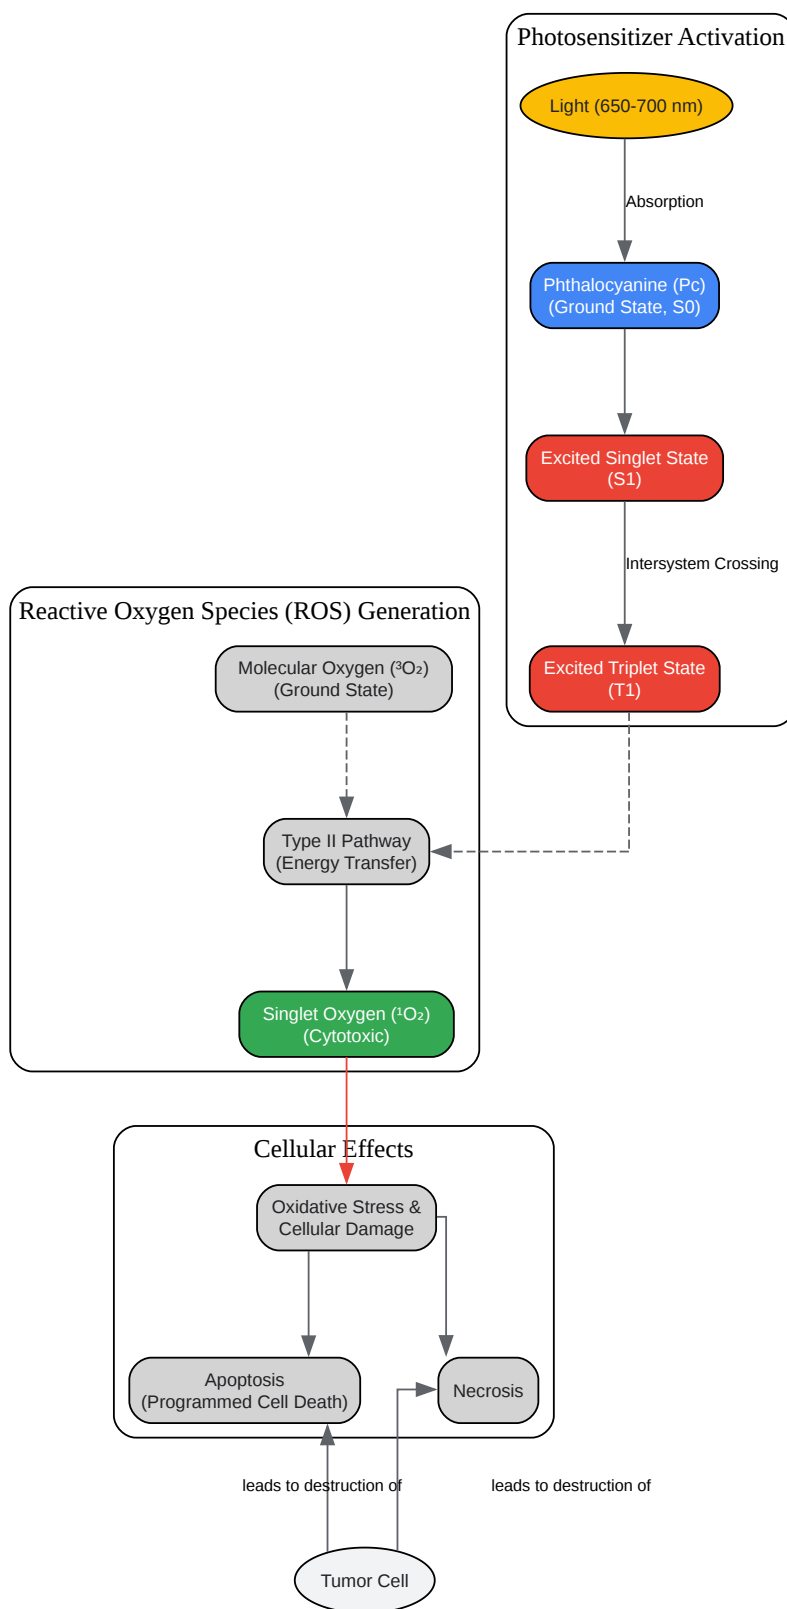 Photosensitizer Activation
Light (650-700 nm)
Absorption
Phthalocyanine (Pc)
(Ground State, S0)
Excited Singlet State
(S1)
Intersystem Crossing
Excited Triplet State
(T1)
Reactive Oxygen Species (ROS) Generation
Molecular Oxygen (³O₂)
(Ground State)
Type II Pathway
(Energy Transfer)
Singlet Oxygen (¹O₂)
(Cytotoxic)
Cellular Effects
Oxidative Stress &
Cellular Damage
Apoptosis
(Programmed Cell Death)
Necrosis
leads to destruction of
leads to destruction of
Tumor Cell